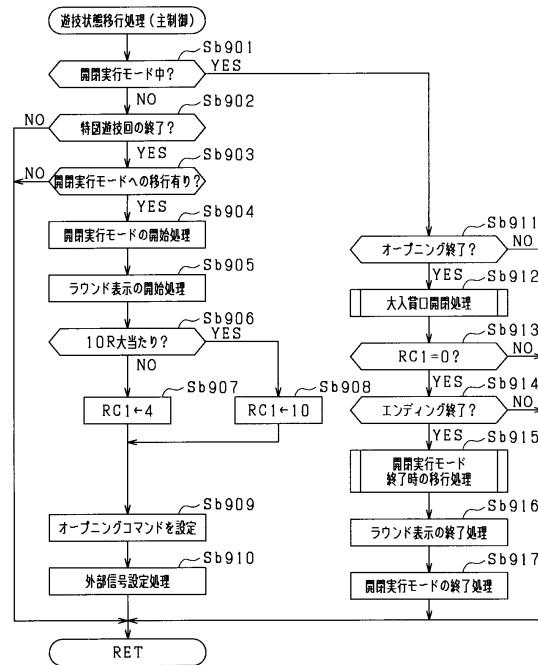 遊技状態移行処理(主制御)
Sb901
開閉実行モード中?
YES
NO
Sb902
特図遊技回の終了?
NO
YES
Sb903
開閉実行モードへの移行有り?
NO
YES
Sb904
開閉実行モードの開始処理
Sb905
ラウンド表示の開始処理
Sb906
10R大当たり?
YES
NO
Sb907
RC1←4
Sb908
RC1←10
Sb909
オープニングコマンドを設定
Sb910
外部信号設定処理
RET
Sb911
オープニング終了?
NO
YES
Sb912
大入賞口開閉処理
Sb913
RC1=0?
NO
YES
Sb914
エンディング終了?
NO
YES
Sb915
開閉実行モード
終了時の移行処理
Sb916
ラウンド表示の終了処理
Sb917
開閉実行モードの終了処理